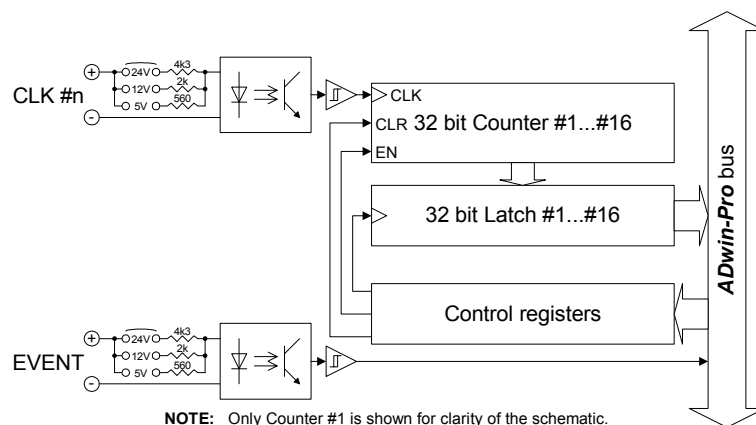 CLK #n
24V
4k3
12V
2k
5V
560
CLK
CLR
EN
32 bit Counter #1...#16
32 bit Latch #1...#16
Control registers
ADwin-Pro bus
EVENT
24V
4k3
12V
2k
5V
560
NOTE: Only Counter #1 is shown for clarity of the schematic.